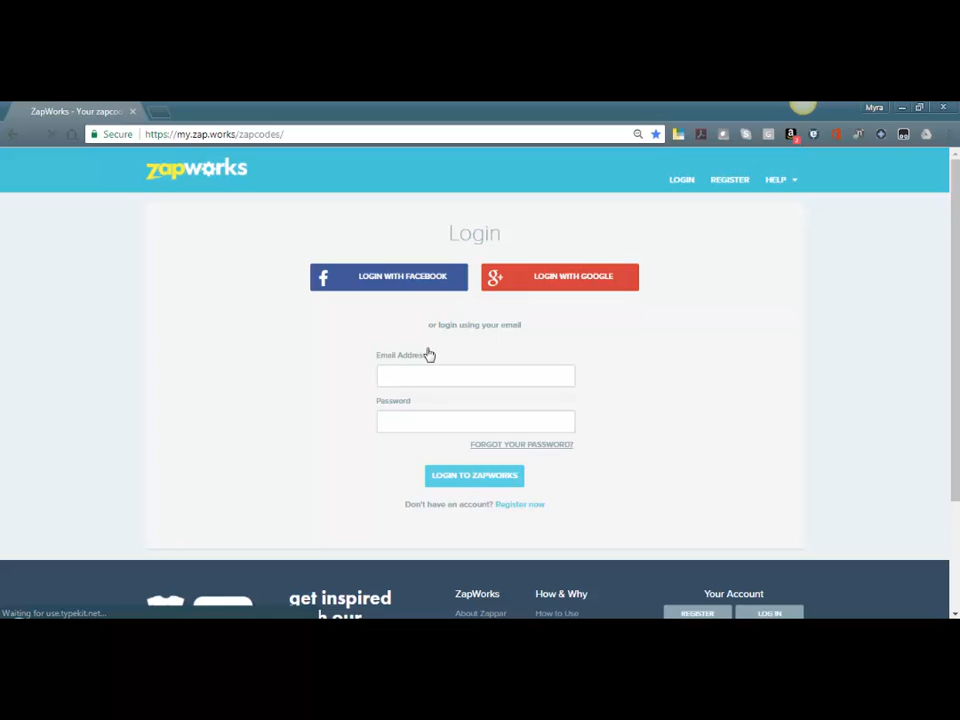 ZapWorks - Your zapcod
Myra
Secure https://my.zap.works/zapcodes/
2
zapworks
LOGIN REGISTER HELP
Login
f LOGIN WITH FACEBOOK g+ LOGIN WITH GOOGLE
or login using your email
Email Address
Password
FORGOT YOUR PASSWORD?
LOGIN TO ZAPWORKS
Don't have an account? Register now
get inspired ZapWorks How & Why Your Account
Waiting for use.typekit.net... h our About Zappar How to Use REGISTER LOG IN